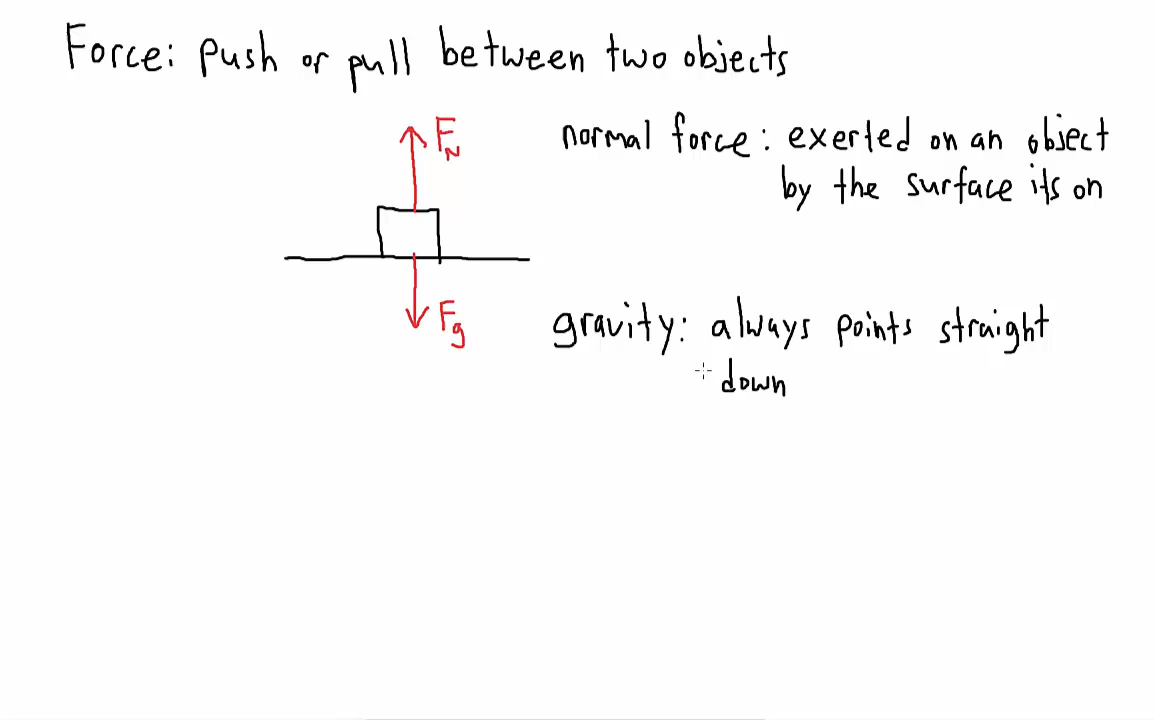 Force: push or pull between two objects
F_N
normal force: exerted on an object
by the surface its on
F_g
gravity: always points straight
down